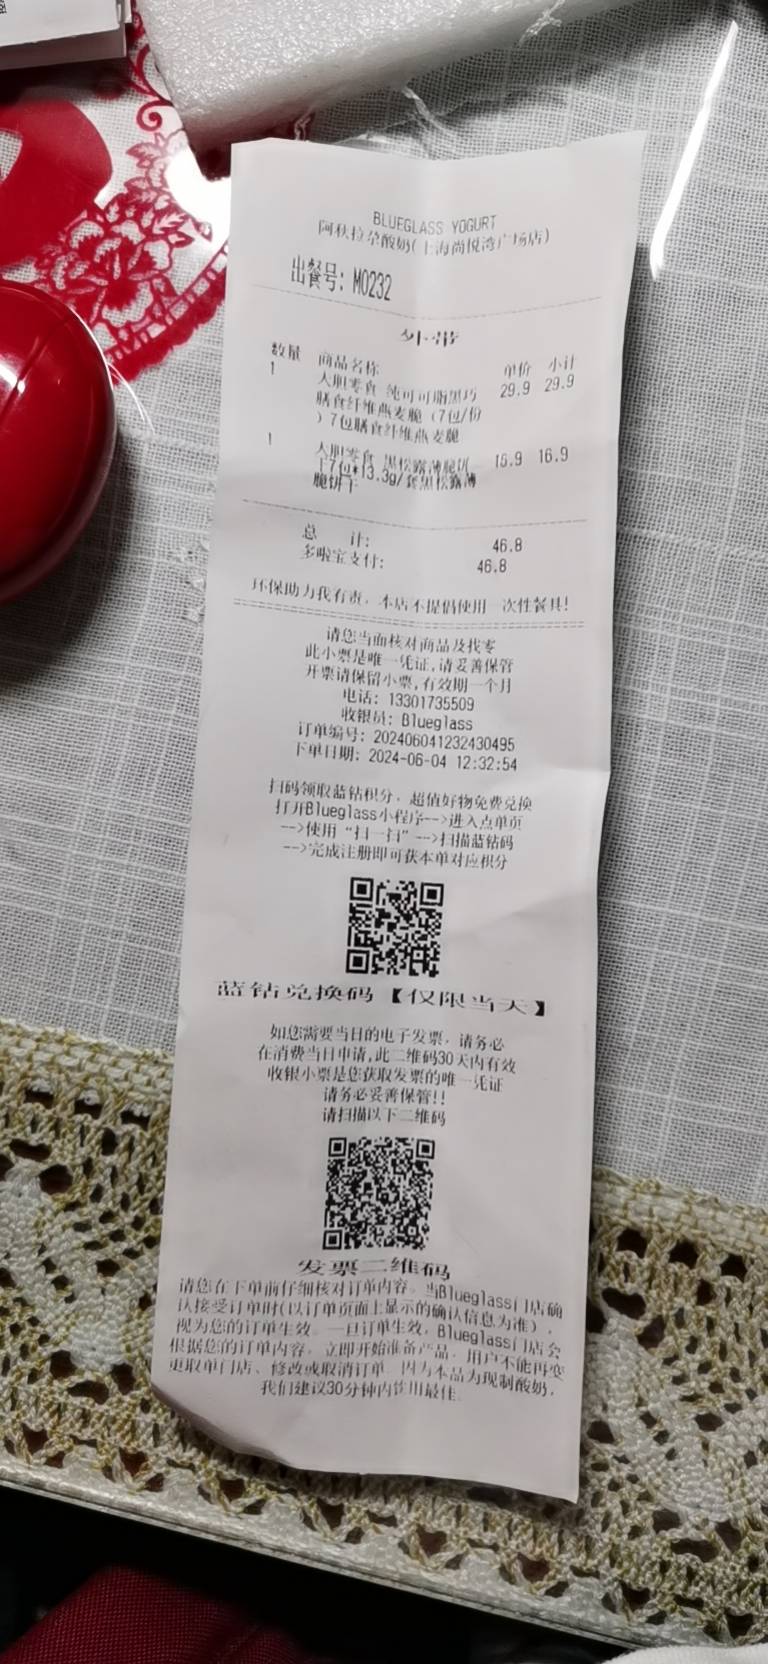 BLUEGLASS YOGURT
阿秋拉尕酸奶(上海尚悦湾广场店)
出餐号: M0232
外带
数量 商品名称 单价 小计
1 大胆零食 纯可可脂黑巧 29.9 29.9
膳食纤维燕麦脆 (7包/份
) 7包膳食纤维燕麦脆
1 大胆零食 黑松露薄脆饼 16.9 16.9
干7包*13.3g/套黑松露薄
脆饼干
总 计: 46.8
多啦宝支付: 46.8
环保助力我有责，本店不提倡使用一次性餐具!
请您当面核对商品及找零
此小票是唯一凭证,请妥善保管
开票请保留小票,有效期一个月
电话: 13301735509
收银员: Blueglass
订单编号: 202406041232430495
下单日期: 2024-06-04 12:32:54
扫码领取蓝钻积分，超值好物免费兑换
打开Blueglass小程序-->进入点单页
-->使用“扫一扫”-->扫描蓝钻码
-->完成注册即可获本单对应积分
蓝钻兑换码【仅限当天】
如您需要当日的电子发票，请务必
在消费当日申请,此二维码30天内有效
收银小票是您获取发票的唯一凭证
请务必妥善保管!!
请扫描以下二维码
发票二维码
请您在下单前仔细核对订单内容。当Blueglass门店确
认接受订单时(以订单页面上显示的确认信息为准)，
视为您的订单生效。一旦订单生效，Blueglass门店会
根据您的订单内容，立即开始准备产品，用户不能再变
更取单门店、修改或取消订单。因为本品为现制酸奶，
我们建议30分钟内饮用最佳